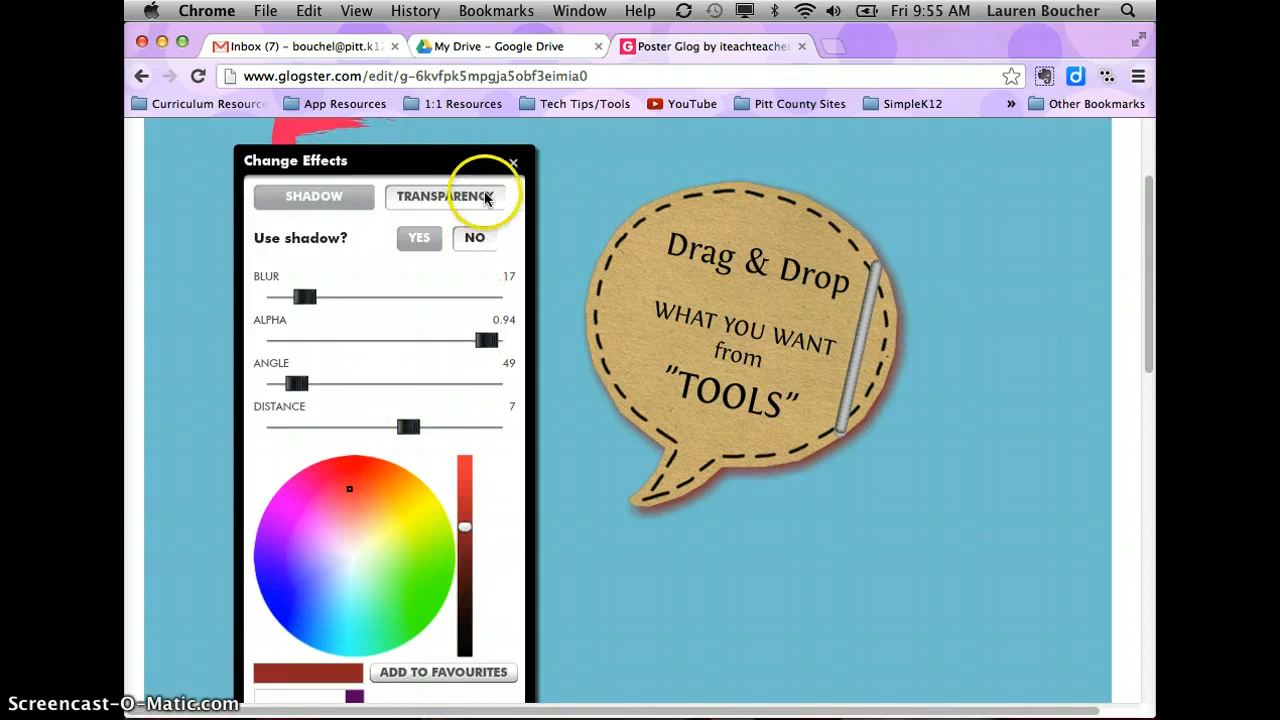 Chrome File Edit View History Bookmarks Window Help Fri 9:55 AM Lauren Boucher
Inbox (7) – bouchel@pitt.k1 My Drive – Google Drive Poster Glog by iteachteacher
www.glogster.com/edit/g-6kvfpk5mpgja5obf3eimia0
Curriculum Resource App Resources 1:1 Resources Tech Tips/Tools YouTube Pitt County Sites SimpleK12 » Other Bookmarks
Change Effects
SHADOW TRANSPARENCY
Use shadow? YES NO
BLUR 17
ALPHA 0.94
ANGLE 49
DISTANCE 7
ADD TO FAVOURITES
Drag & Drop
WHAT YOU WANT
from
"TOOLS"
Screencast-O-Matic.com